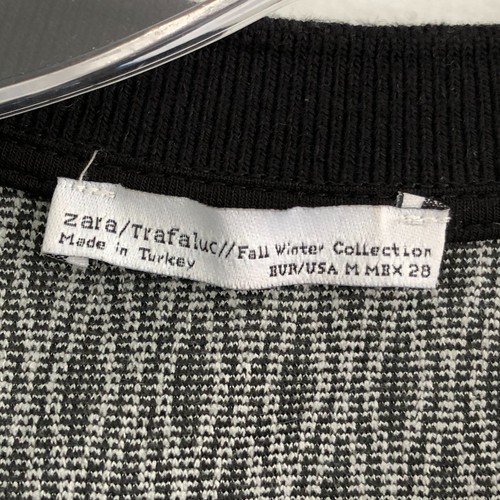 Zara/Trafaluc//Fall Winter Collection
Made in Turkey EUR/USA M MEX 28